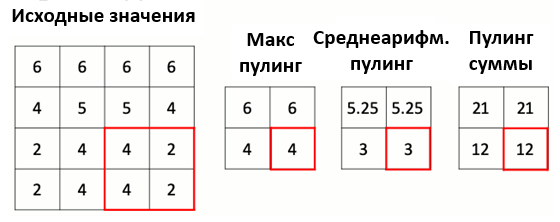 Исходные значения
6 6 6 6
4 5 5 4
2 4 4 2
2 4 4 2
Макс
пулинг
6 6
4 4
Среднеарифм.
пулинг
5.25 5.25
3 3
Пулинг
суммы
21 21
12 12